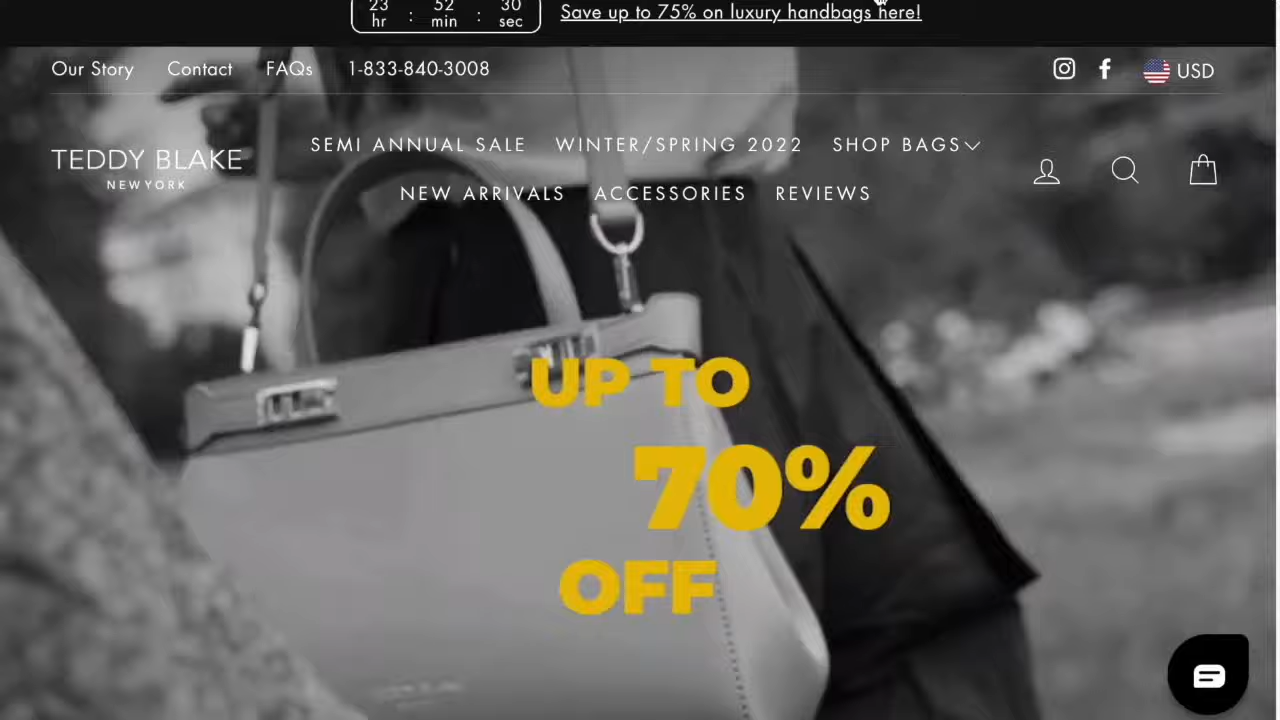 23 : 52 : 30
hr min sec
Save up to 75% on luxury handbags here!
Our Story Contact FAQs 1-833-840-3008
USD
SEMI ANNUAL SALE WINTER/SPRING 2022 SHOP BAGS
TEDDY BLAKE
NEW YORK
NEW ARRIVALS ACCESSORIES REVIEWS
UP TO
70%
OFF